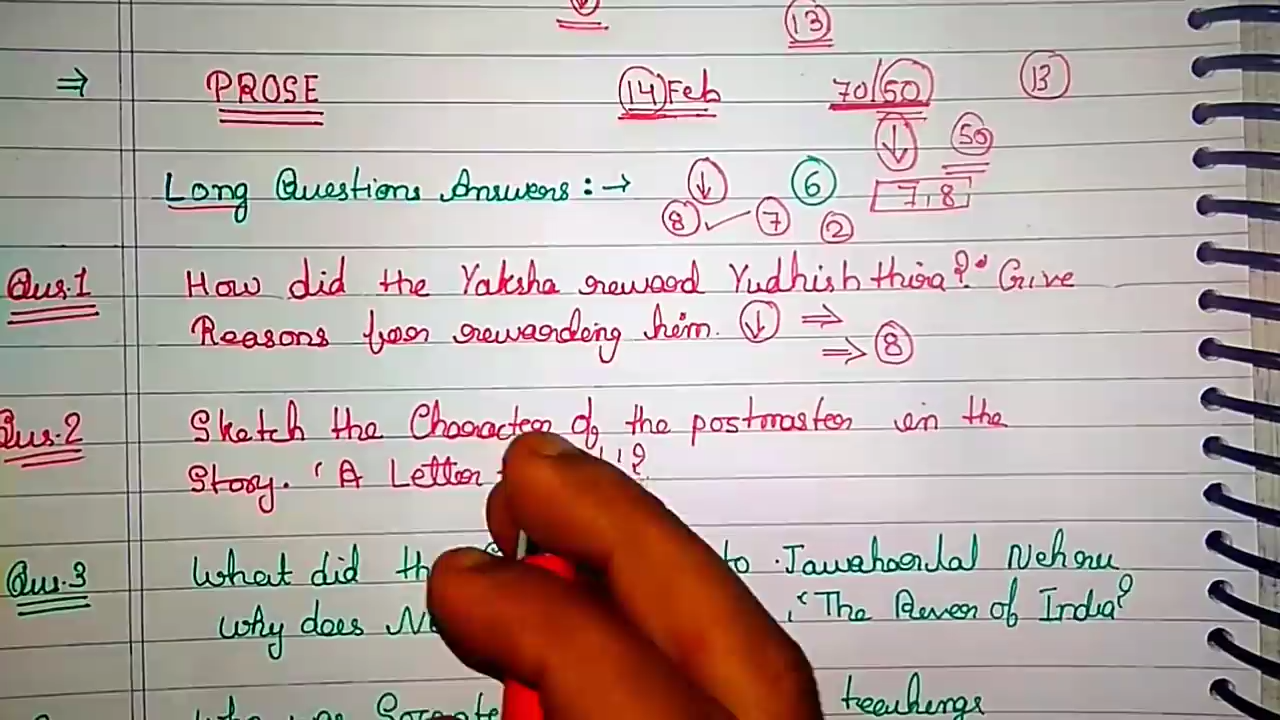 13
⇒ PROSE 14 Feb 70/50 13
↓ 50
Long Questions Answers :→ ↓ 6 7,8
8 7 2
Qus.1 How did the Yaksha reward Yudhishthira? Give
Reasons for rewarding him. ↓ ⇒
⇒ 8
Qus.2 Sketch the Character of the postmaster in the
Story. 'A Letter
Qus.3 What did to Jawaharlal Nehru
why does 'The River of India?
teachings